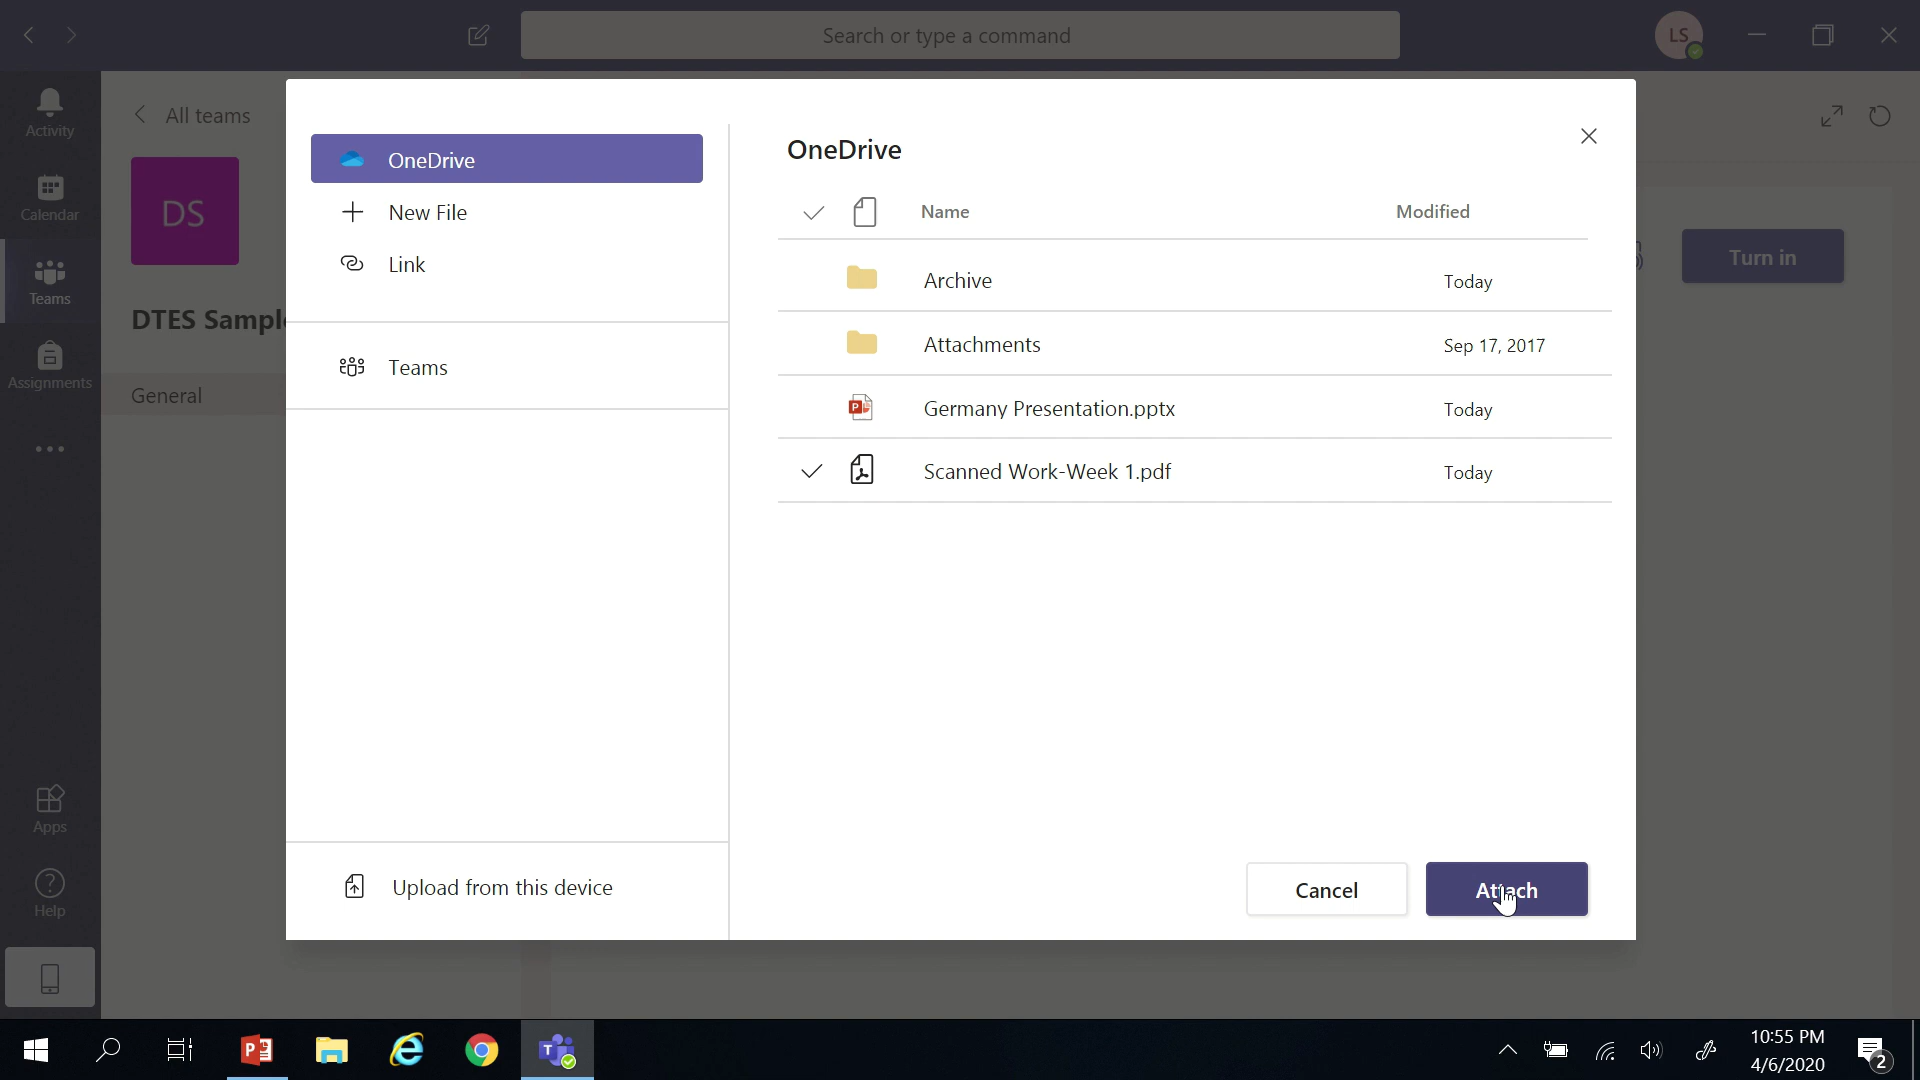 Search or type a command
LS
Activity
Calendar
Teams
Assignments
Apps
Help
All teams
DS
DTES Sampl
General
Turn in
OneDrive
New File
Link
Teams
Upload from this device
OneDrive
Name Modified
Archive Today
Attachments Sep 17, 2017
Germany Presentation.pptx Today
Scanned Work-Week 1.pdf Today
Cancel Attach
10:55 PM
4/6/2020
2